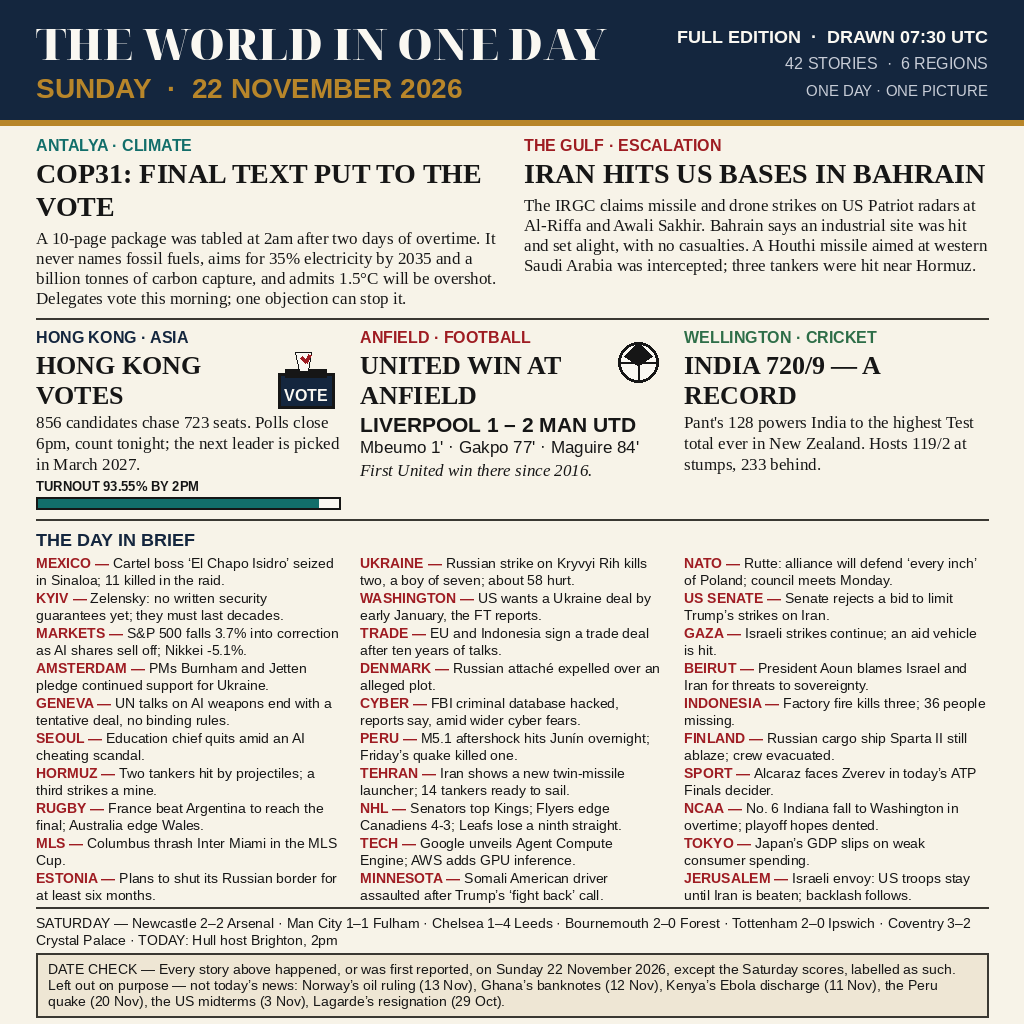 THE WORLD IN ONE DAY
SUNDAY · 22 NOVEMBER 2026
FULL EDITION · DRAWN 07:30 UTC
42 STORIES · 6 REGIONS
ONE DAY · ONE PICTURE
ANTALYA · CLIMATE
COP31: FINAL TEXT PUT TO THE
VOTE
A 10-page package was tabled at 2am after two days of overtime. It
never names fossil fuels, aims for 35% electricity by 2035 and a
billion tonnes of carbon capture, and admits 1.5°C will be overshot.
Delegates vote this morning; one objection can stop it.
THE GULF · ESCALATION
IRAN HITS US BASES IN BAHRAIN
The IRGC claims missile and drone strikes on US Patriot radars at
Al-Riffa and Awali Sakhir. Bahrain says an industrial site was hit
and set alight, with no casualties. A Houthi missile aimed at western
Saudi Arabia was intercepted; three tankers were hit near Hormuz.
HONG KONG · ASIA
HONG KONG
VOTES
VOTE
856 candidates chase 723 seats. Polls close
6pm, count tonight; the next leader is picked
in March 2027.
TURNOUT 93.55% BY 2PM
ANFIELD · FOOTBALL
UNITED WIN AT
ANFIELD
LIVERPOOL 1 – 2 MAN UTD
Mbeumo 1' · Gakpo 77' · Maguire 84'
First United win there since 2016.
WELLINGTON · CRICKET
INDIA 720/9 — A
RECORD
Pant's 128 powers India to the highest Test
total ever in New Zealand. Hosts 119/2 at
stumps, 233 behind.
THE DAY IN BRIEF
MEXICO — Cartel boss ‘El Chapo Isidro’ seized
in Sinaloa; 11 killed in the raid.
KYIV — Zelensky: no written security
guarantees yet; they must last decades.
MARKETS — S&P 500 falls 3.7% into correction
as AI shares sell off; Nikkei -5.1%.
AMSTERDAM — PMs Burnham and Jetten
pledge continued support for Ukraine.
GENEVA — UN talks on AI weapons end with a
tentative deal, no binding rules.
SEOUL — Education chief quits amid an AI
cheating scandal.
HORMUZ — Two tankers hit by projectiles; a
third strikes a mine.
RUGBY — France beat Argentina to reach the
final; Australia edge Wales.
MLS — Columbus thrash Inter Miami in the MLS
Cup.
ESTONIA — Plans to shut its Russian border for
at least six months.
UKRAINE — Russian strike on Kryvyi Rih kills
two, a boy of seven; about 58 hurt.
WASHINGTON — US wants a Ukraine deal by
early January, the FT reports.
TRADE — EU and Indonesia sign a trade deal
after ten years of talks.
DENMARK — Russian attaché expelled over an
alleged plot.
CYBER — FBI criminal database hacked,
reports say, amid wider cyber fears.
PERU — M5.1 aftershock hits Junín overnight;
Friday’s quake killed one.
TEHRAN — Iran shows a new twin-missile
launcher; 14 tankers ready to sail.
NHL — Senators top Kings; Flyers edge
Canadiens 4-3; Leafs lose a ninth straight.
TECH — Google unveils Agent Compute
Engine; AWS adds GPU inference.
MINNESOTA — Somali American driver
assaulted after Trump’s ‘fight back’ call.
NATO — Rutte: alliance will defend ‘every inch’
of Poland; council meets Monday.
US SENATE — Senate rejects a bid to limit
Trump’s strikes on Iran.
GAZA — Israeli strikes continue; an aid vehicle
is hit.
BEIRUT — President Aoun blames Israel and
Iran for threats to sovereignty.
INDONESIA — Factory fire kills three; 36 people
missing.
FINLAND — Russian cargo ship Sparta II still
ablaze; crew evacuated.
SPORT — Alcaraz faces Zverev in today’s ATP
Finals decider.
NCAA — No. 6 Indiana fall to Washington in
overtime; playoff hopes dented.
TOKYO — Japan’s GDP slips on weak
consumer spending.
JERUSALEM — Israeli envoy: US troops stay
until Iran is beaten; backlash follows.
SATURDAY — Newcastle 2–2 Arsenal · Man City 1–1 Fulham · Chelsea 1–4 Leeds · Bournemouth 2–0 Forest · Tottenham 2–0 Ipswich · Coventry 3–2
Crystal Palace · TODAY: Hull host Brighton, 2pm
DATE CHECK — Every story above happened, or was first reported, on Sunday 22 November 2026, except the Saturday scores, labelled as such.
Left out on purpose — not today’s news: Norway’s oil ruling (13 Nov), Ghana’s banknotes (12 Nov), Kenya’s Ebola discharge (11 Nov), the Peru
quake (20 Nov), the US midterms (3 Nov), Lagarde’s resignation (29 Oct).